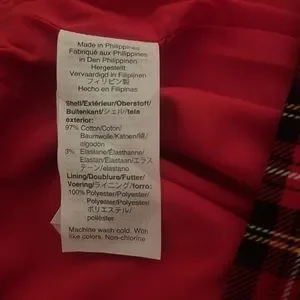 Made in Philippines
Fabriqué aux Philippines
In Den Philippinen
Hergestellt
Vervaardigd in Filipijnen
フィリピン製
Hecho en Filipinas
Shell/Extérieur/Oberstoff/
Buitenkant/シェル/tela
exterior:
97% Cotton/Coton/
Baumwolle/Katoen/綿/
algodón
3% Elastane/Élasthanne/
Elastan/Elastaan/エラス
テーン/elastano
Lining/Doublure/Futter/
Voering/ライニング/forro:
100% Polyester/Polyester/
Polyester/Polyester/
ポリエステル/
poliéster
Machine wash cold. With
like colors. Non-chlorine